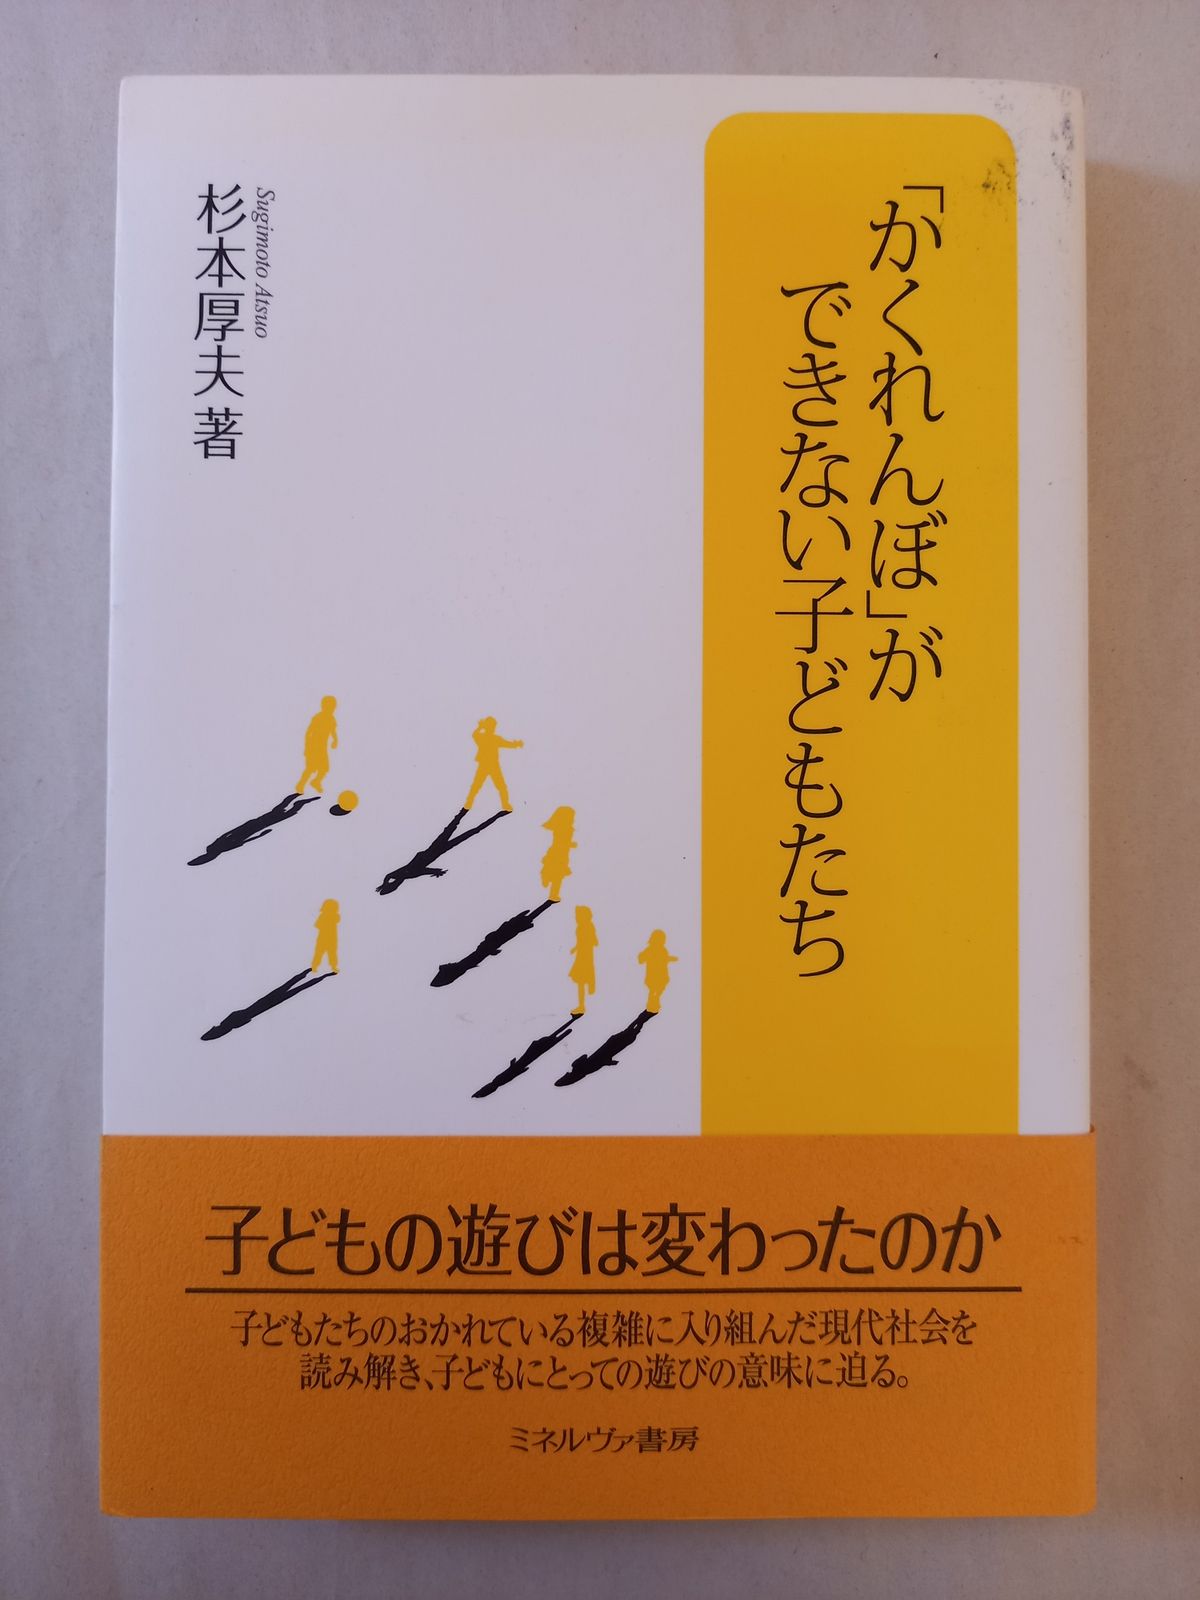 「かくれんぼ」が
できない子どもたち
Sugimoto Atsuo
杉本厚夫 著
子どもの遊びは変わったのか
子どもたちのおかれている複雑に入り組んだ現代社会を
読み解き、子どもにとっての遊びの意味に迫る。
ミネルヴァ書房